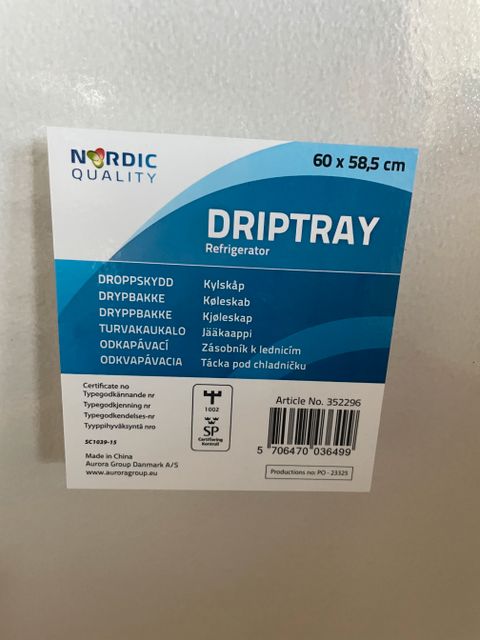 NORDIC
QUALITY
60 x 58,5 cm
DRIPTRAY
Refrigerator
DROPPSKYDD Kylskåp
DRYPBAKKE Køleskab
DRYPPBAKKE Kjøleskap
TURVAKAUKALO Jääkaappi
ODKAPÁVACÍ Zásobník k lednicím
ODKVAPÁVACIA Tácka pod chladničku
Certificate no
Typegodkännande nr
Typegodkjenning nr
Typegodkendelses-nr
Tyyppihyväksyntä nro
SC1039-15
Made in China
Aurora Group Danmark A/S
www.auroragroup.eu
1002
SP
Certifiering
Kontroll
Article No. 352296
5 706470 036499
Productions no: PO - 23325